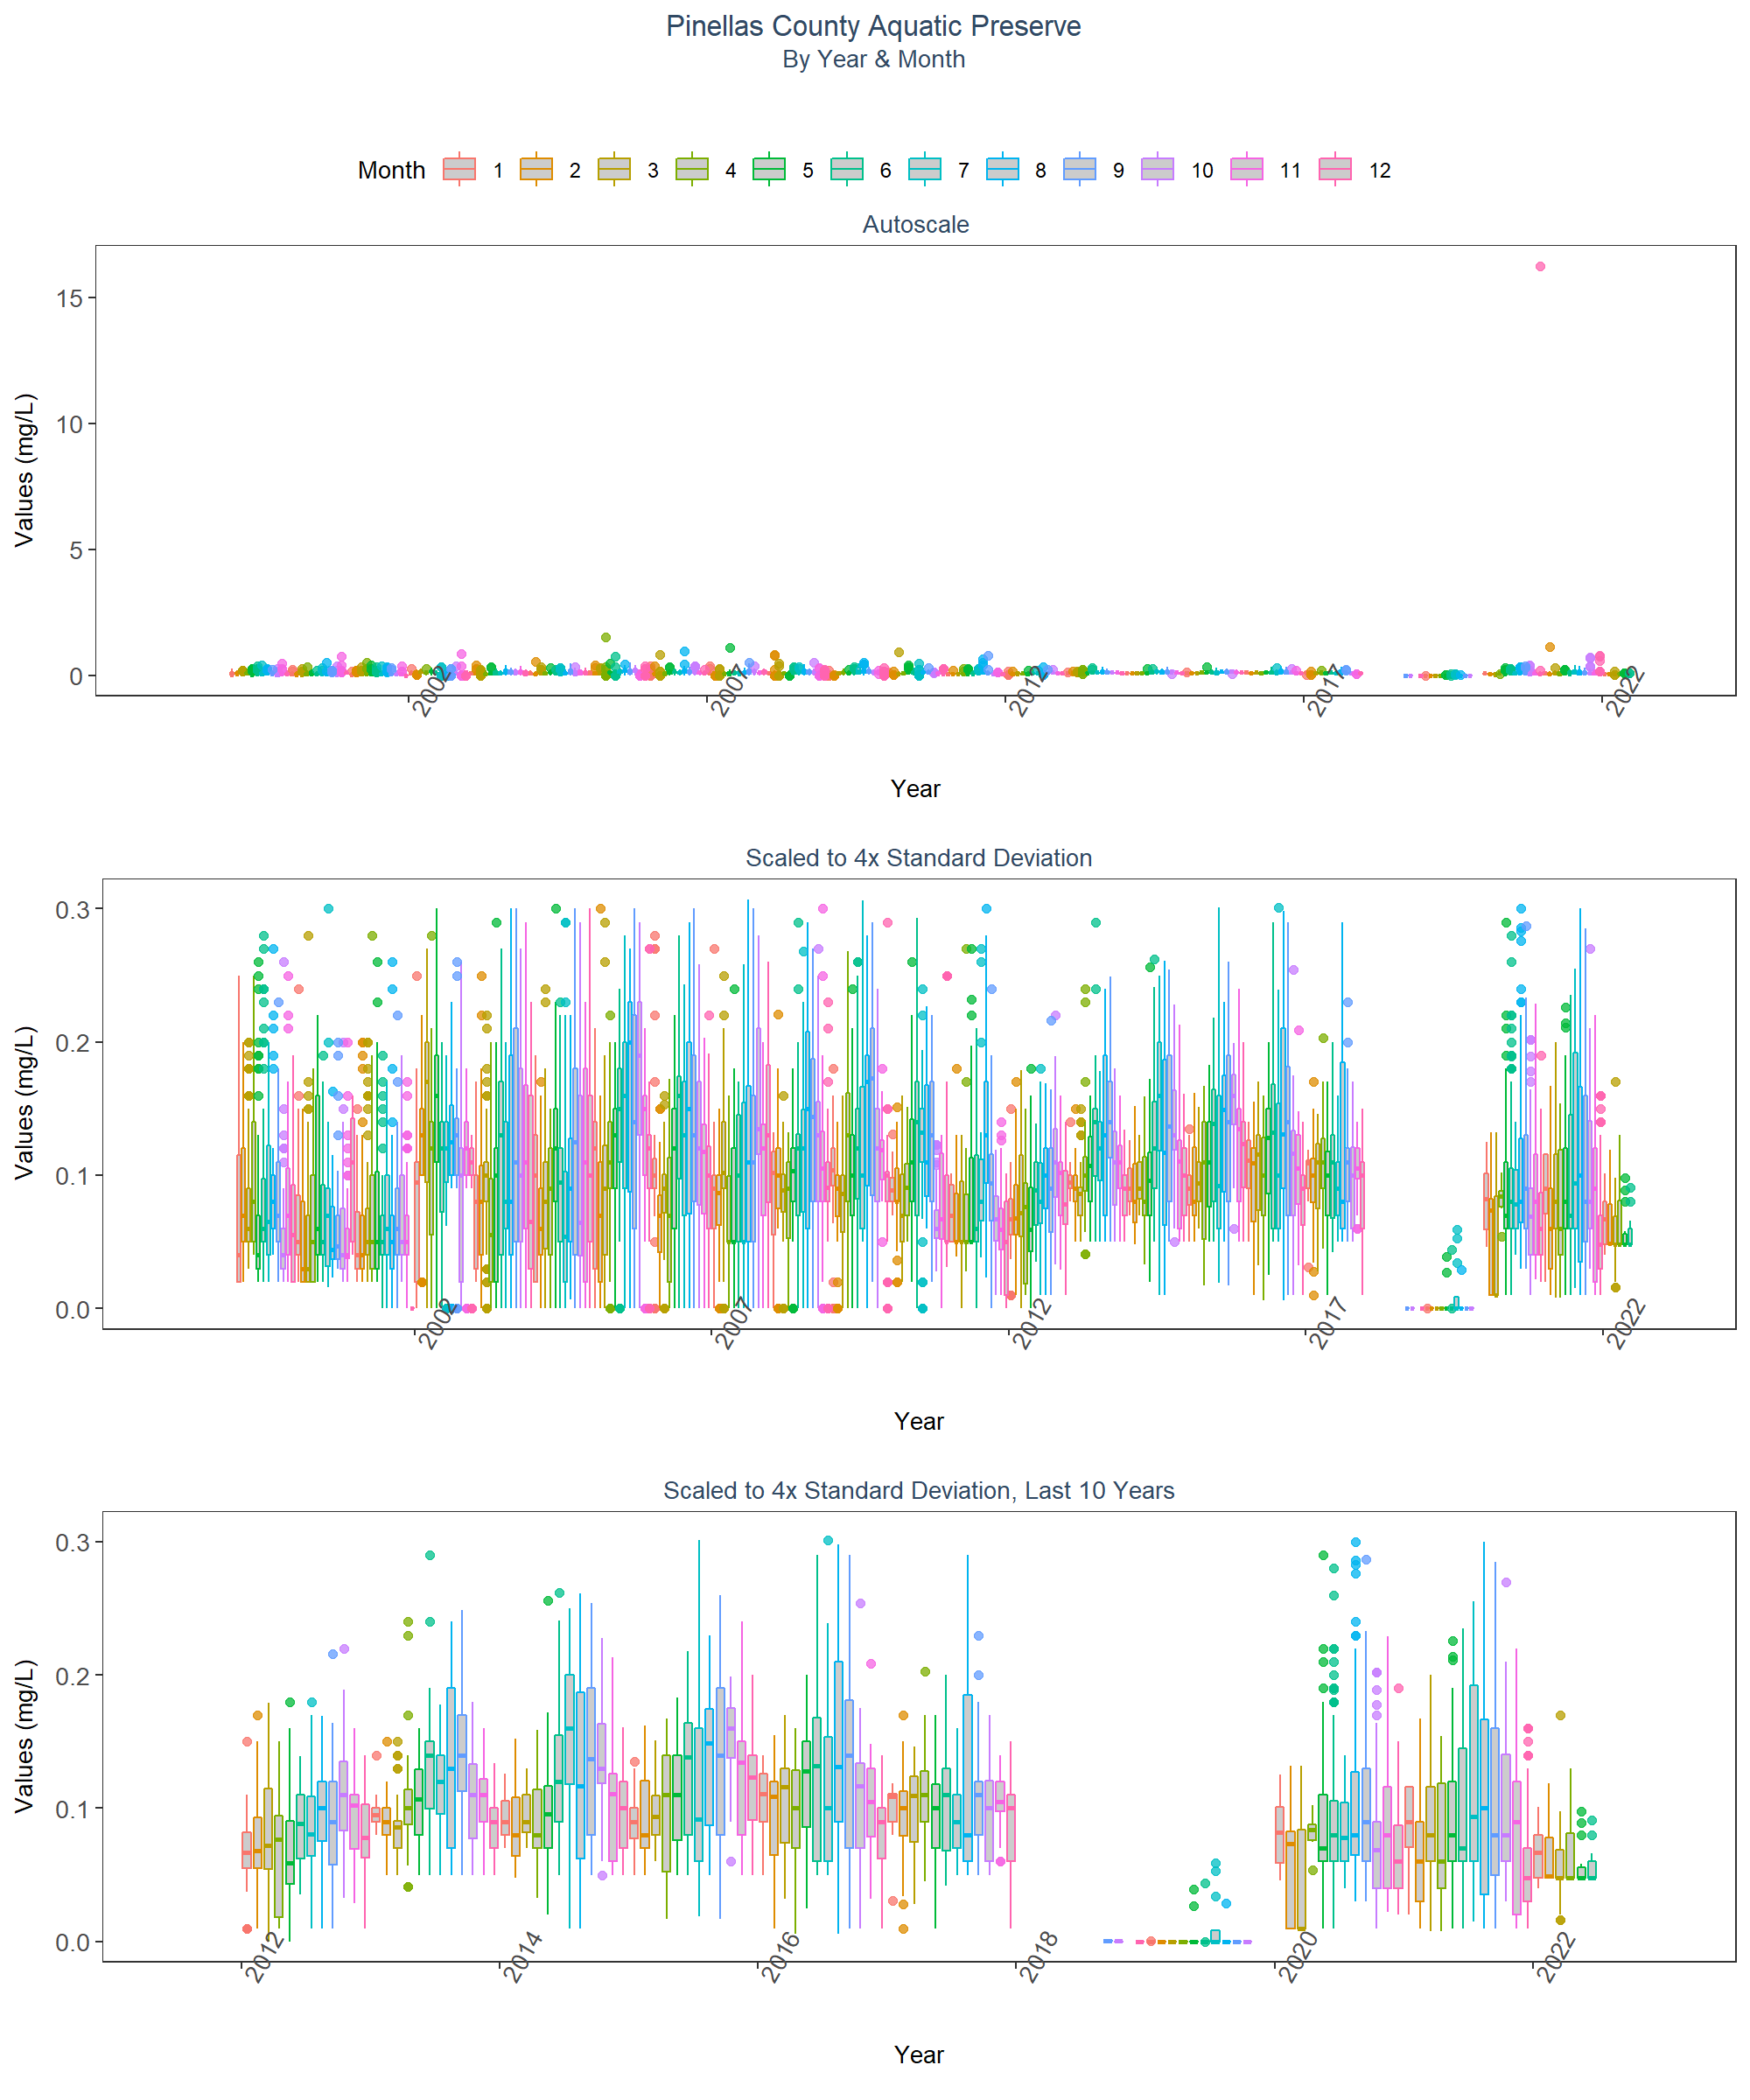 Pinellas County Aquatic Preserve
By Year & Month
Month 1 2 3 4 5 6 7 8 9 10 11 12
Autoscale
Values (mg/L)
15
10
5
0
2002 2007 2012 2017 2022
Year
Scaled to 4x Standard Deviation
Values (mg/L)
0.3
0.2
0.1
0.0
2002 2007 2012 2017 2022
Year
Scaled to 4x Standard Deviation, Last 10 Years
Values (mg/L)
0.3
0.2
0.1
0.0
2012 2014 2016 2018 2020 2022
Year